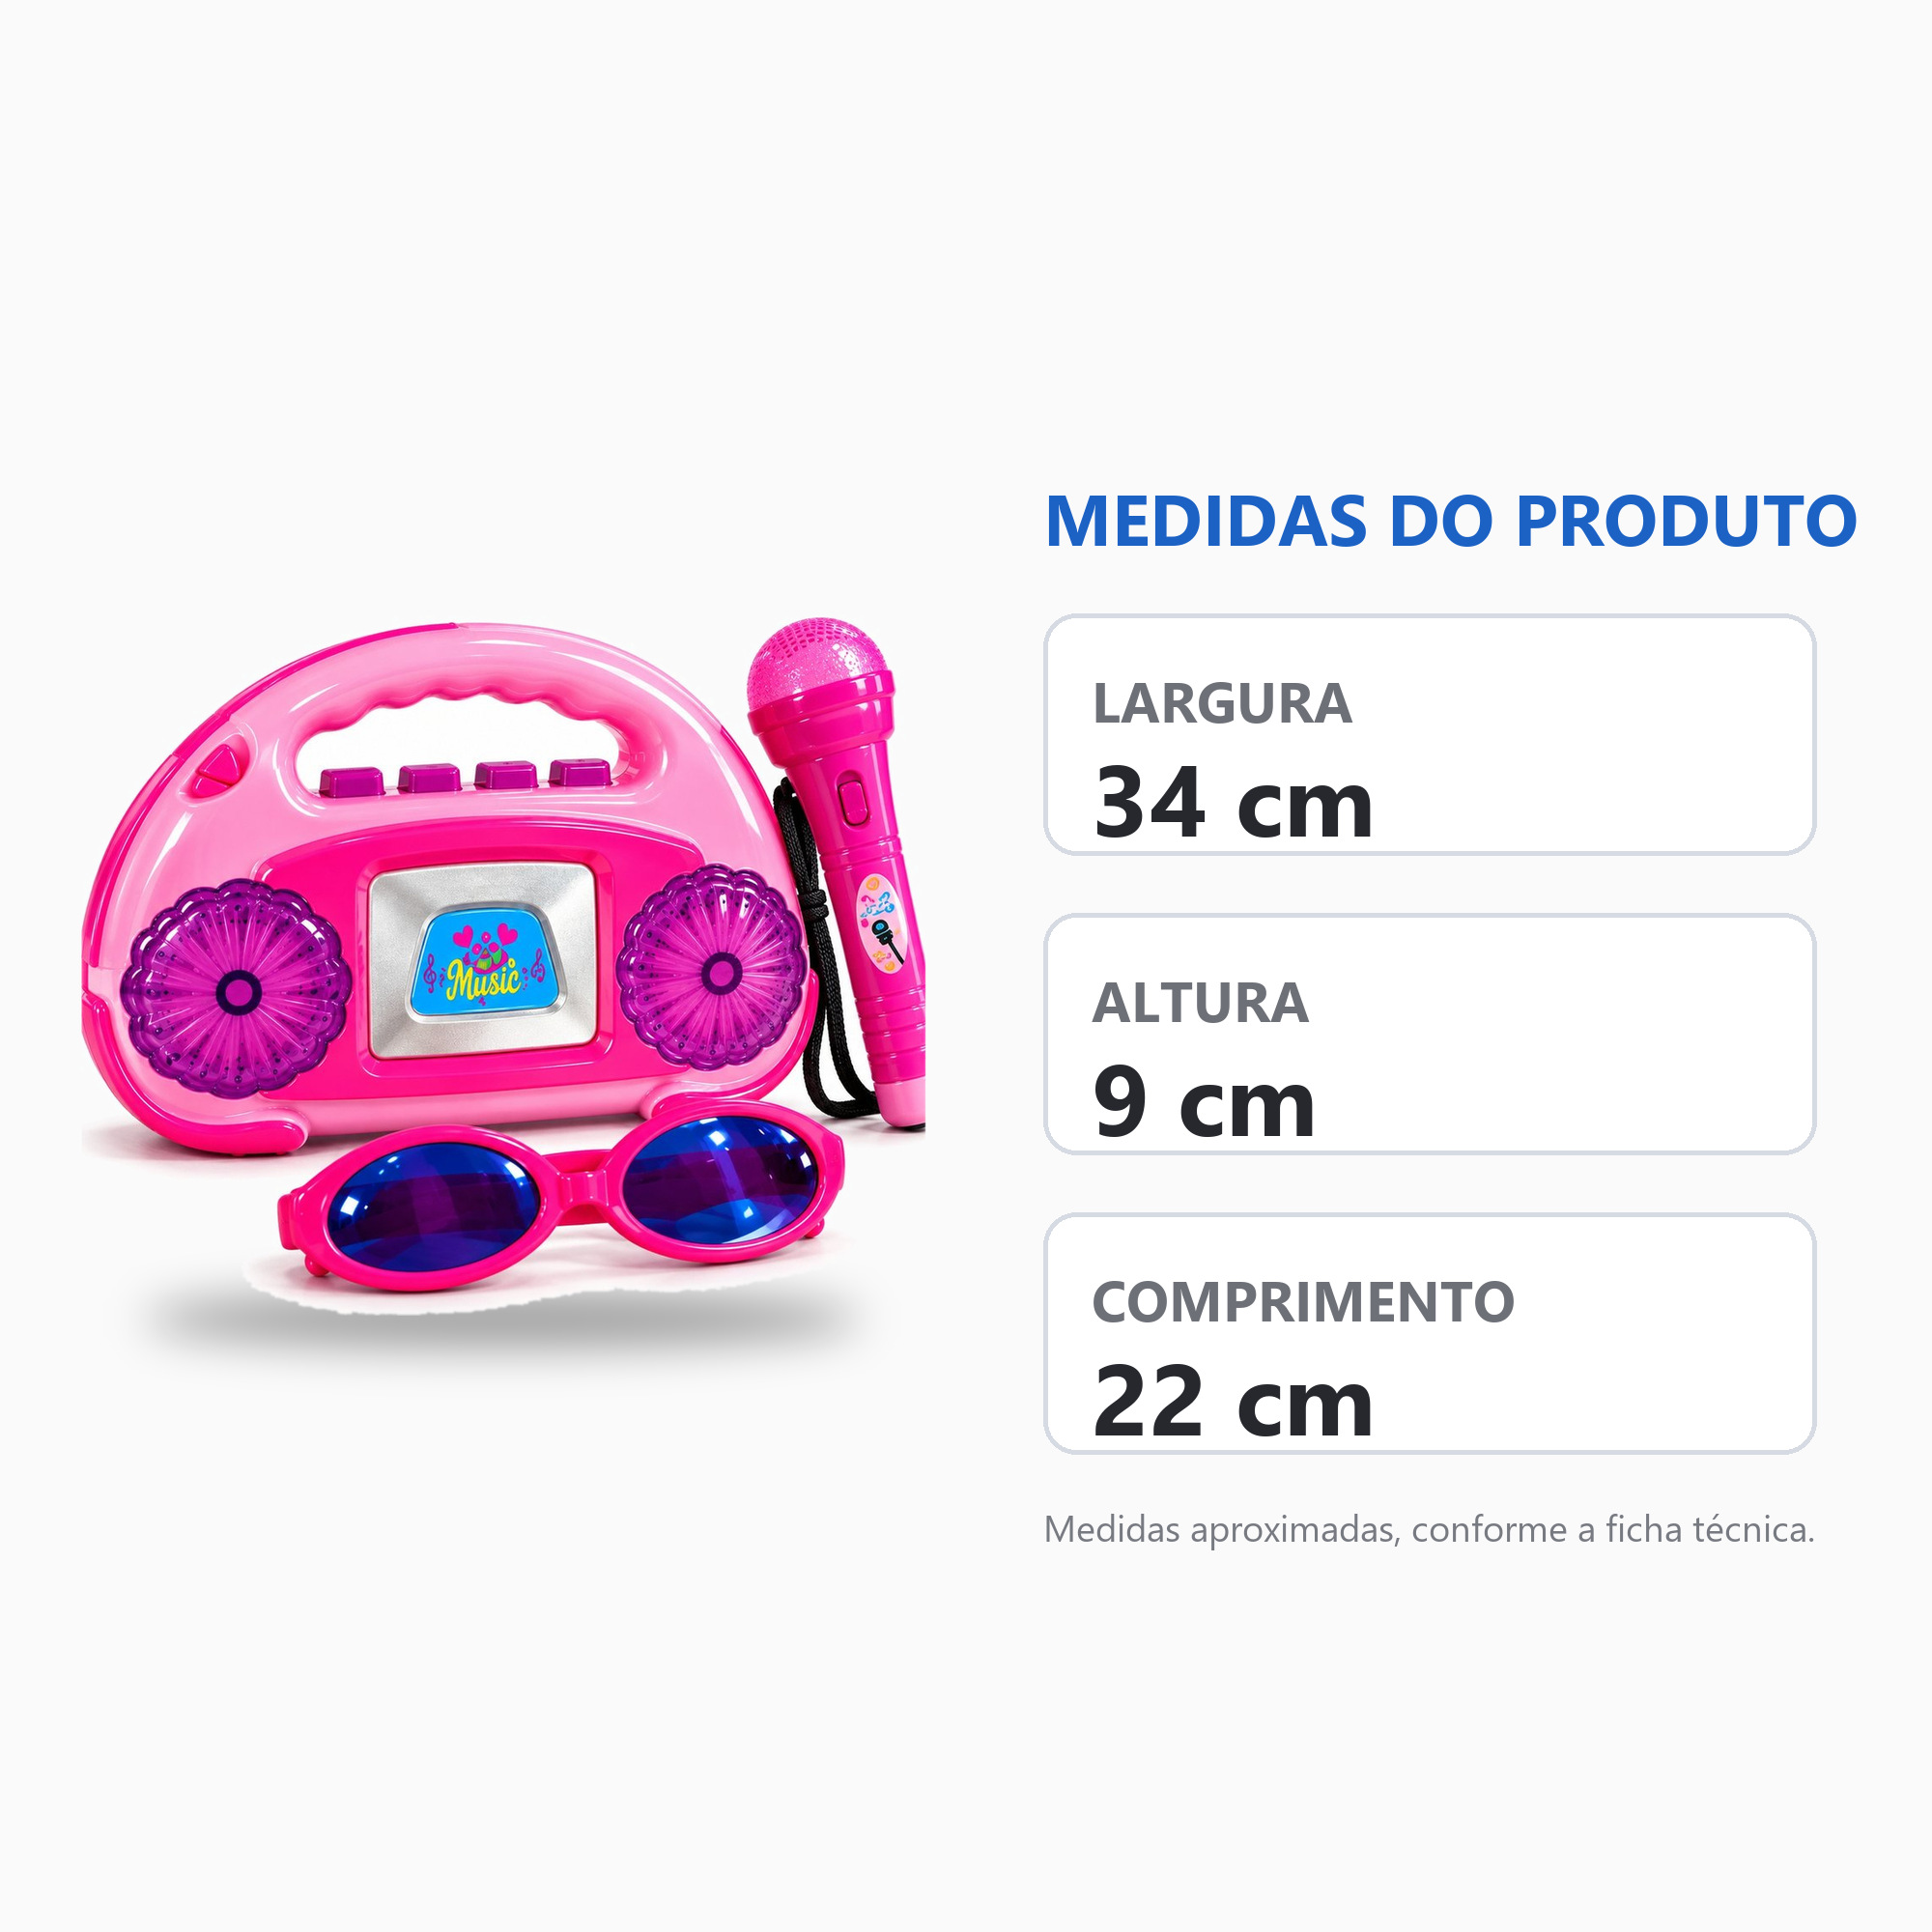 MEDIDAS DO PRODUTO
LARGURA
34 cm
ALTURA
9 cm
COMPRIMENTO
22 cm
Medidas aproximadas, conforme a ficha técnica.
Music